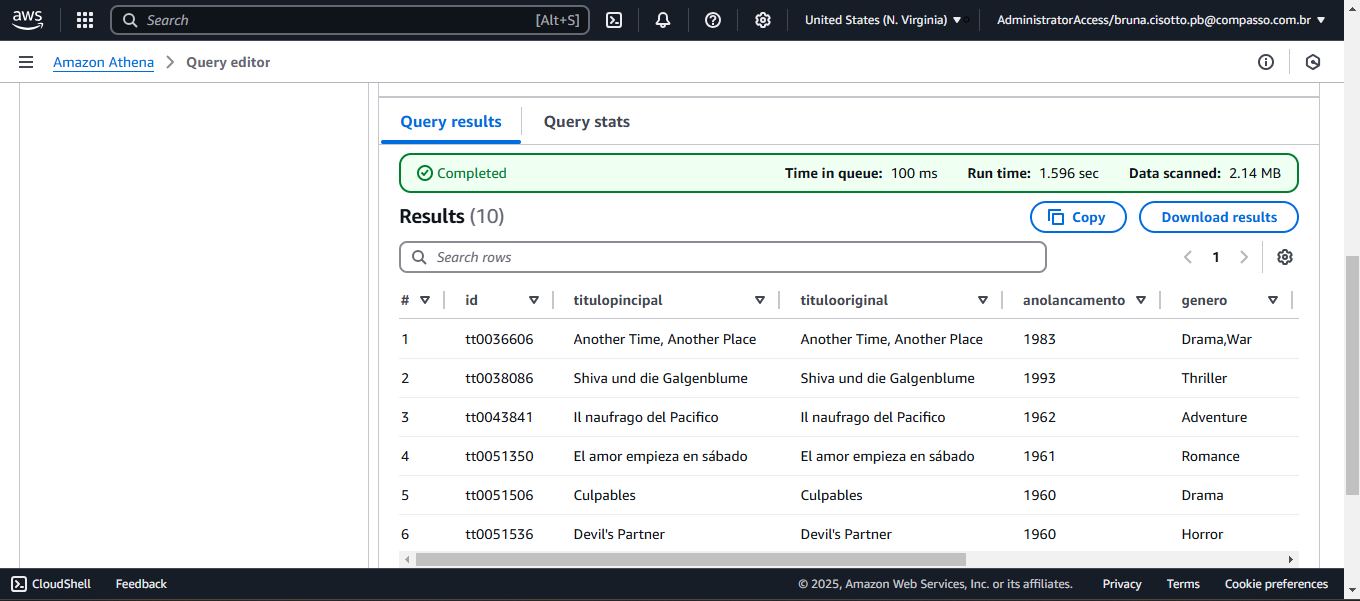 aws Search [Alt+S] United States (N. Virginia) AdministratorAccess/bruna.cisotto.pb@compasso.com.br
Amazon Athena Query editor
Query results Query stats
Completed Time in queue: 100 ms Run time: 1.596 sec Data scanned: 2.14 MB
Results (10) Copy Download results
Search rows 1
# id titulopincipal titulooriginal anolancamento genero
1 tt0036606 Another Time, Another Place Another Time, Another Place 1983 Drama,War
2 tt0038086 Shiva und die Galgenblume Shiva und die Galgenblume 1993 Thriller
3 tt0043841 Il naufrago del Pacifico Il naufrago del Pacifico 1962 Adventure
4 tt0051350 El amor empieza en sábado El amor empieza en sábado 1961 Romance
5 tt0051506 Culpables Culpables 1960 Drama
6 tt0051536 Devil's Partner Devil's Partner 1960 Horror
CloudShell Feedback © 2025, Amazon Web Services, Inc. or its affiliates. Privacy Terms Cookie preferences